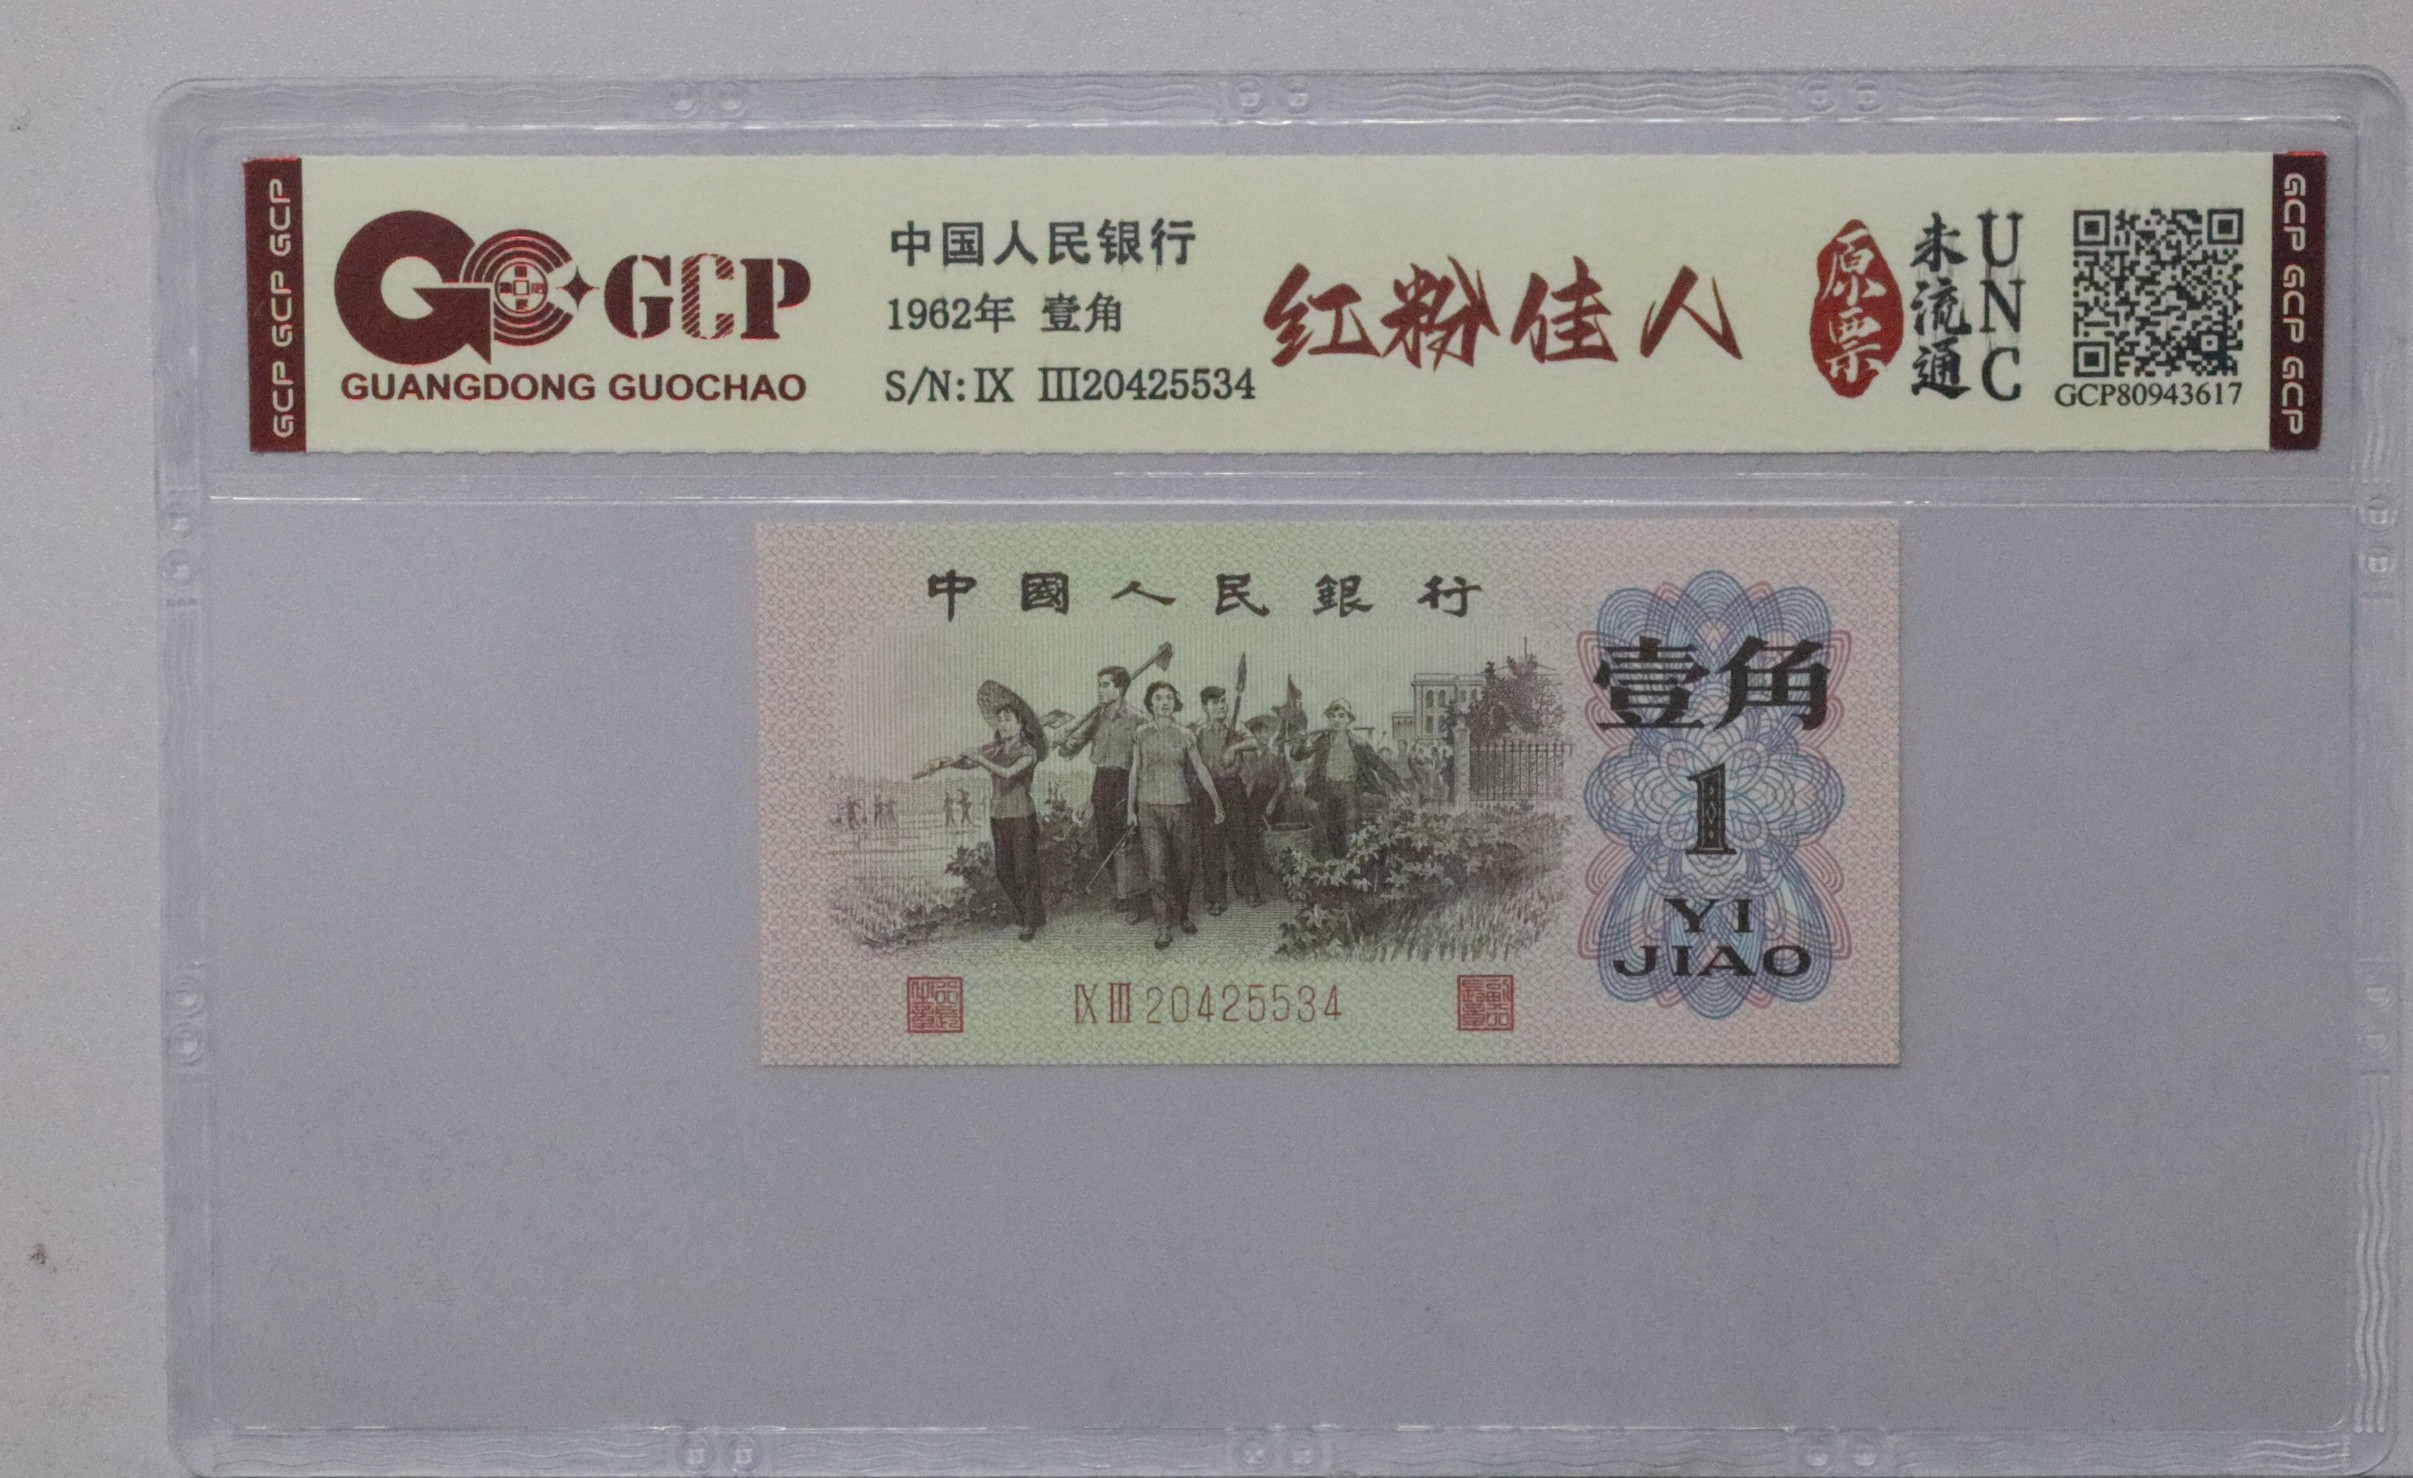 GCP GCP GCP
GCP
GUANGDONG GUOCHAO
中国人民银行
1962年 壹角
S/N: IX III20425534
红粉佳人
原票
未流通
UNC
GCP80943617
GCP GCP GCP
中國人民銀行
壹角
1
YI
JIAO
IX III 20425534